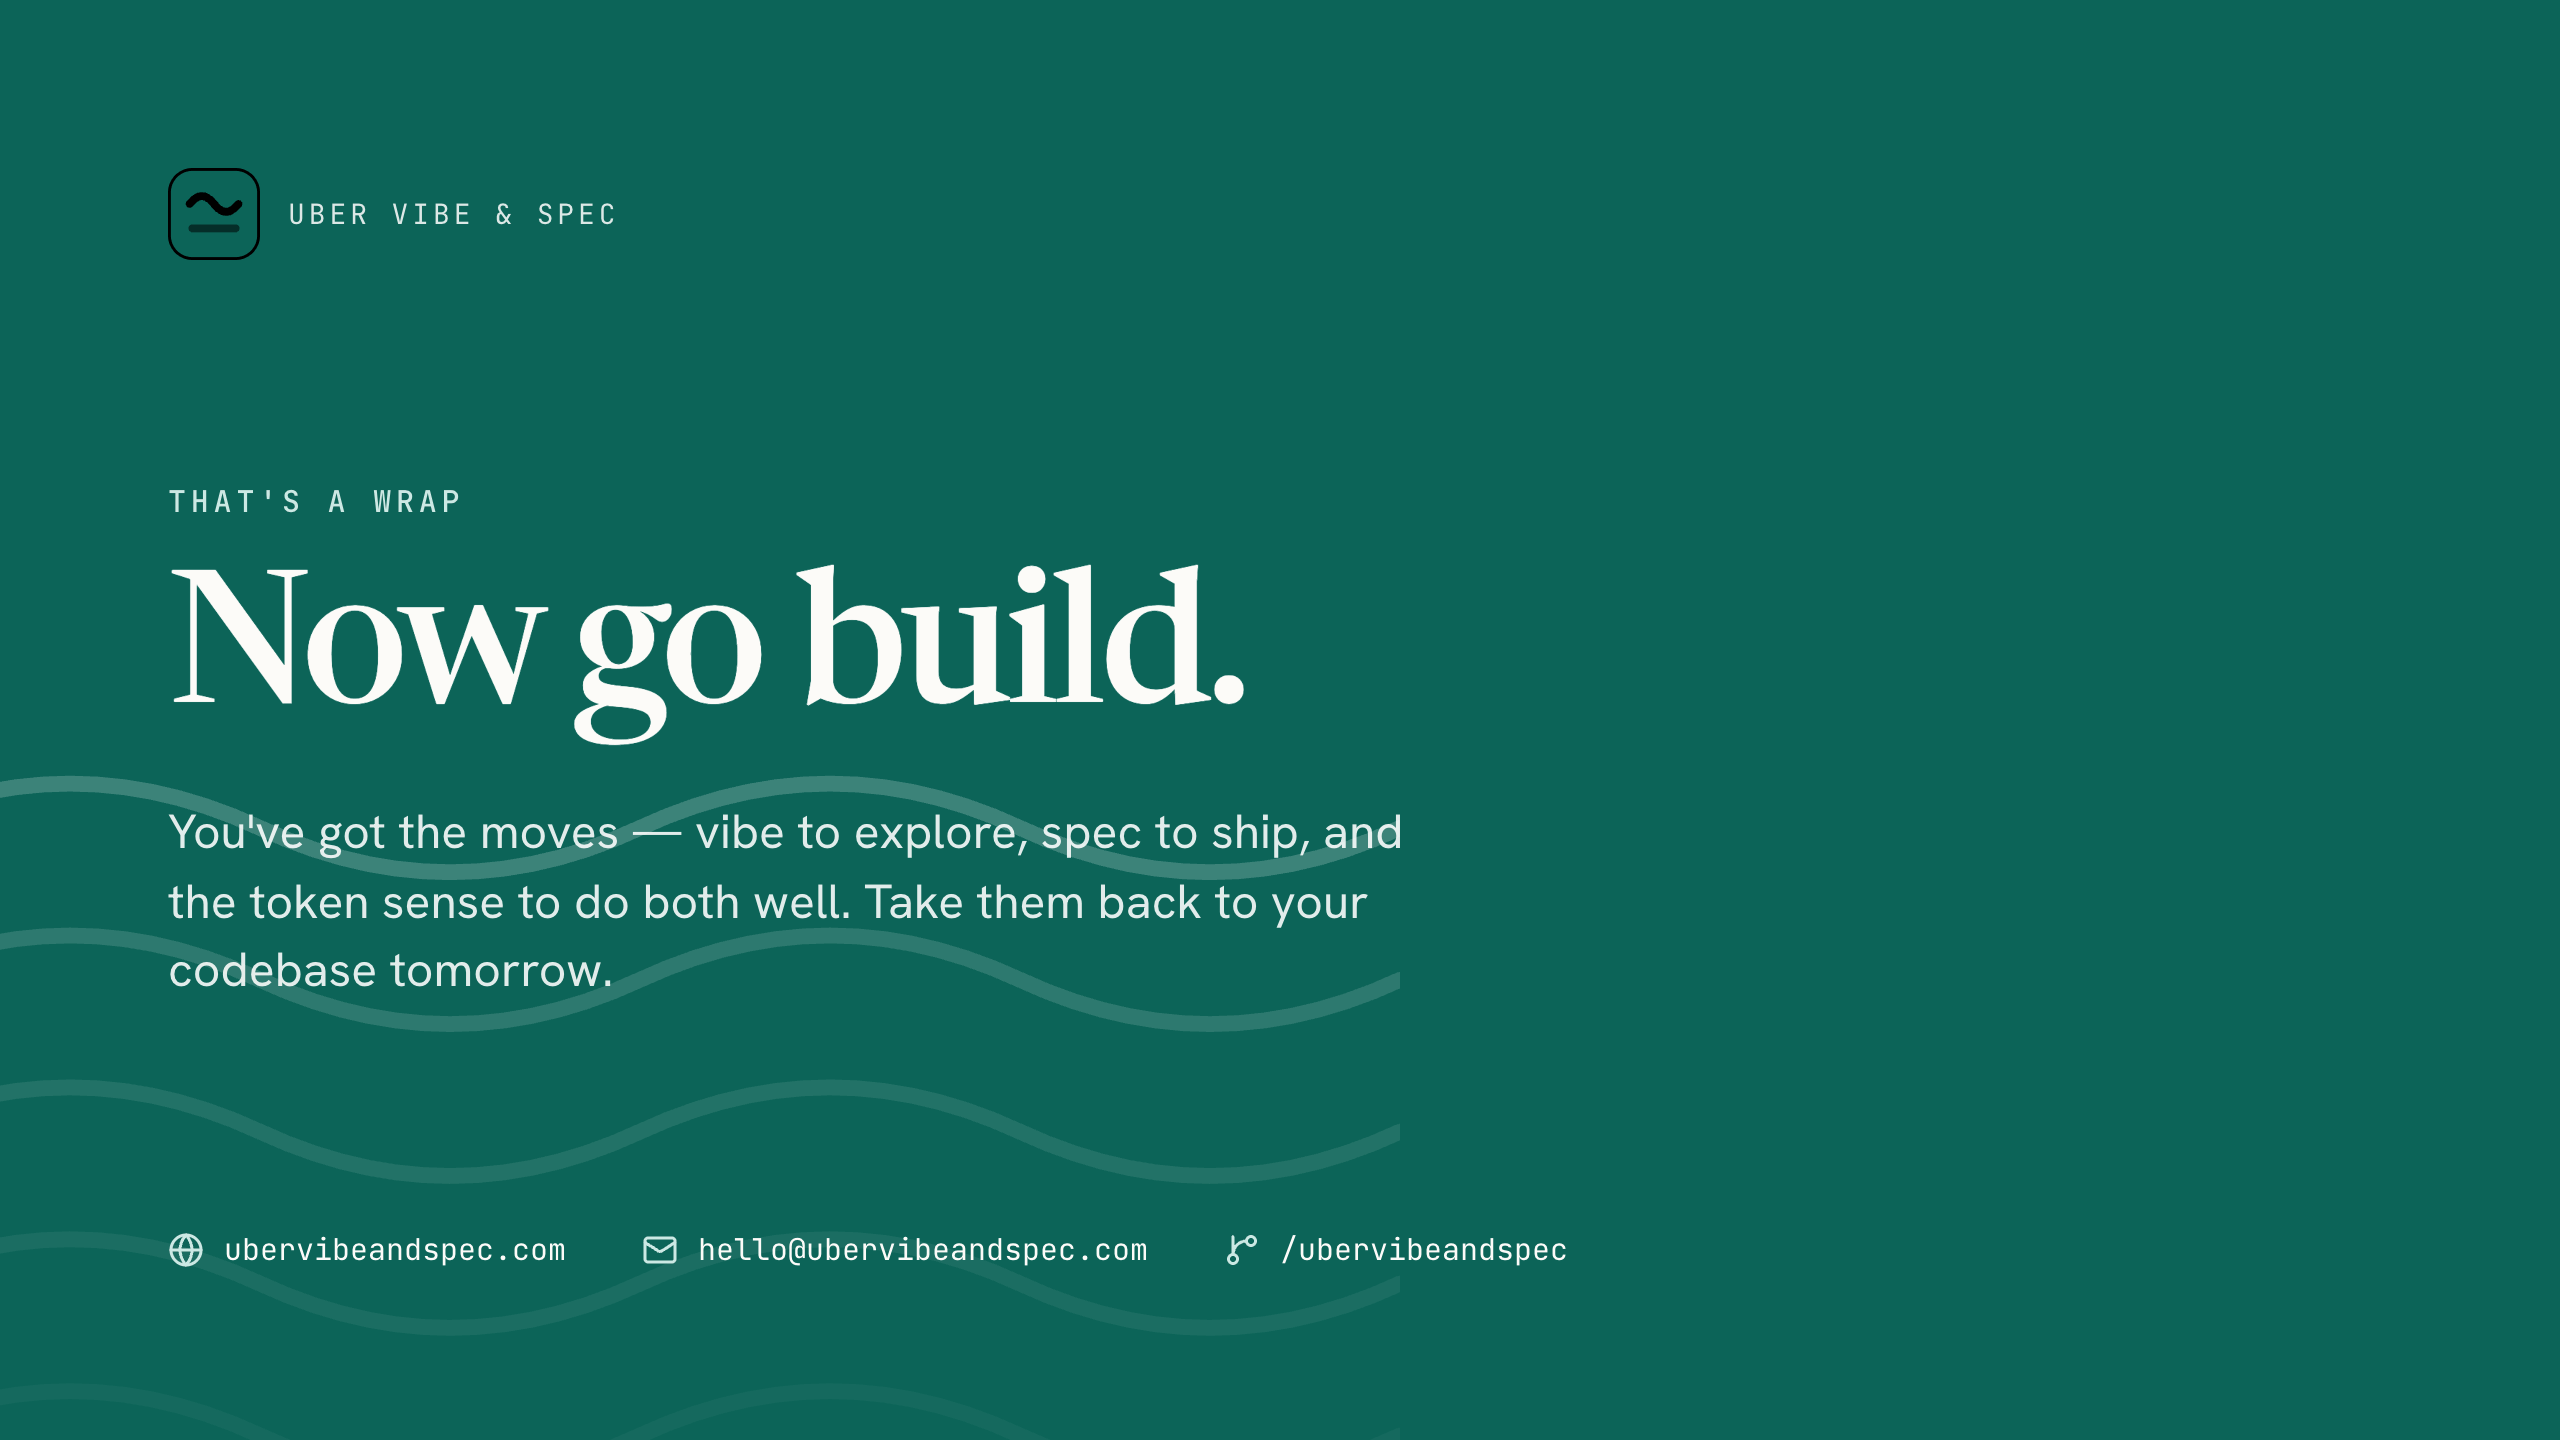 UBER VIBE & SPEC
THAT'S A WRAP
Now go build.
You've got the moves — vibe to explore, spec to ship, and
the token sense to do both well. Take them back to your
codebase tomorrow.
ubervibeandspec.com
hello@ubervibeandspec.com
/ubervibeandspec